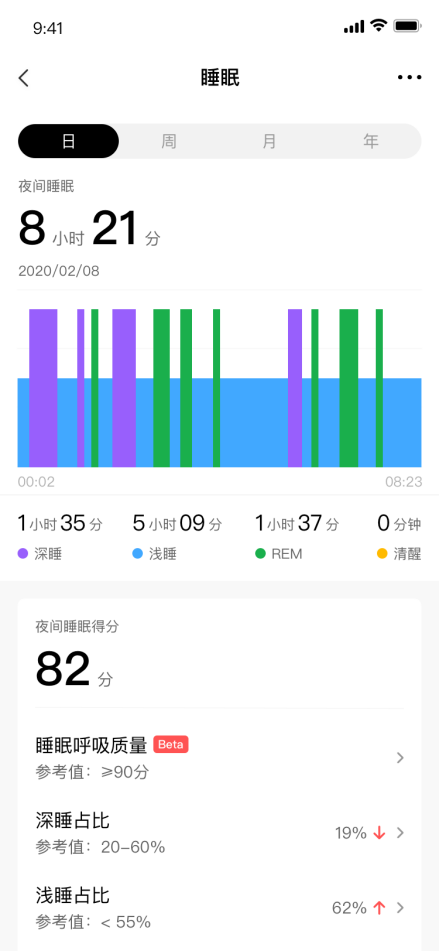 9:41
睡眠
日 周 月 年
夜间睡眠
8 小时 21 分
2020/02/08
00:02 08:23
1 小时 35 分 5 小时 09 分 1 小时 37 分 0 分钟
深睡 浅睡 REM 清醒
夜间睡眠得分
82 分
睡眠呼吸质量 Beta
参考值：≥90分
深睡占比
19%
参考值：20–60%
浅睡占比
62%
参考值：< 55%